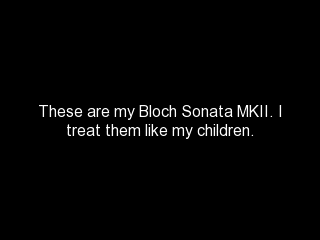 These are my Bloch Sonata MKII. I
treat them like my children.